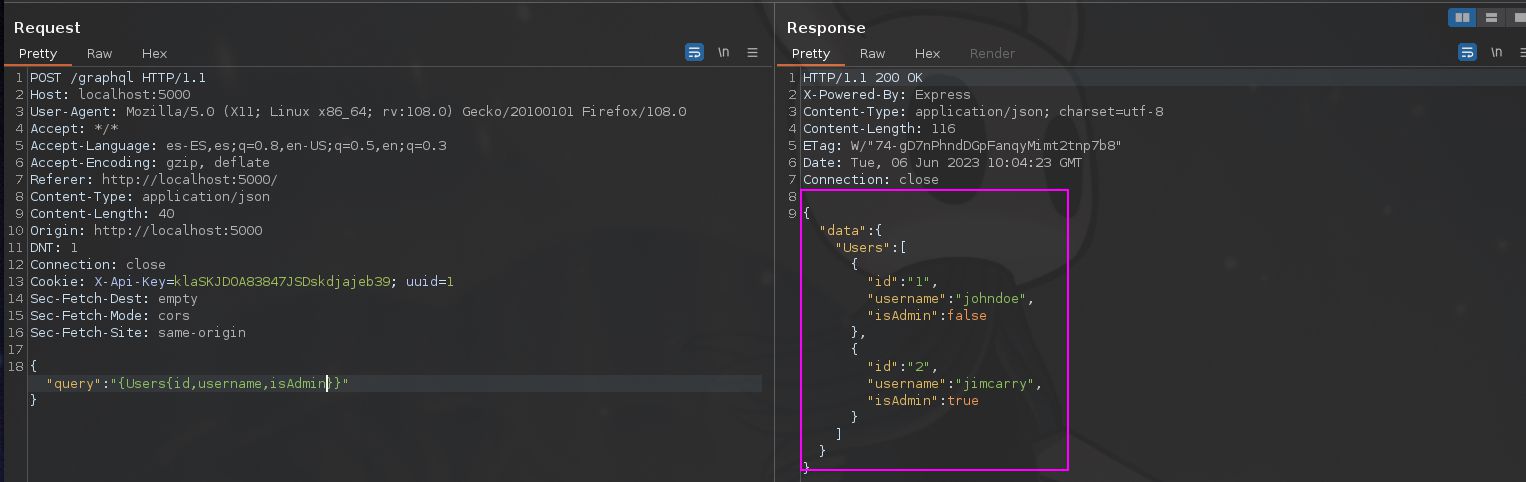 Request
Pretty Raw Hex \n
1 POST /graphql HTTP/1.1
2 Host: localhost:5000
3 User-Agent: Mozilla/5.0 (X11; Linux x86_64; rv:108.0) Gecko/20100101 Firefox/108.0
4 Accept: */*
5 Accept-Language: es-ES,es;q=0.8,en-US;q=0.5,en;q=0.3
6 Accept-Encoding: gzip, deflate
7 Referer: http://localhost:5000/
8 Content-Type: application/json
9 Content-Length: 40
10 Origin: http://localhost:5000
11 DNT: 1
12 Connection: close
13 Cookie: X-Api-Key=klaSKJDOA83847JSDskdjajeb39; uuid=1
14 Sec-Fetch-Dest: empty
15 Sec-Fetch-Mode: cors
16 Sec-Fetch-Site: same-origin
17
18 {
"query":"{Users{id,username,isAdmin}}"
}
Response
Pretty Raw Hex Render \n
1 HTTP/1.1 200 OK
2 X-Powered-By: Express
3 Content-Type: application/json; charset=utf-8
4 Content-Length: 116
5 ETag: W/"74-gD7nPhndDGpFanqyMimt2tnp7b8"
6 Date: Tue, 06 Jun 2023 10:04:23 GMT
7 Connection: close
8
9 {
"data":{
"Users":[
{
"id":"1",
"username":"johndoe",
"isAdmin":false
},
{
"id":"2",
"username":"jimcarry",
"isAdmin":true
}
]
}
}